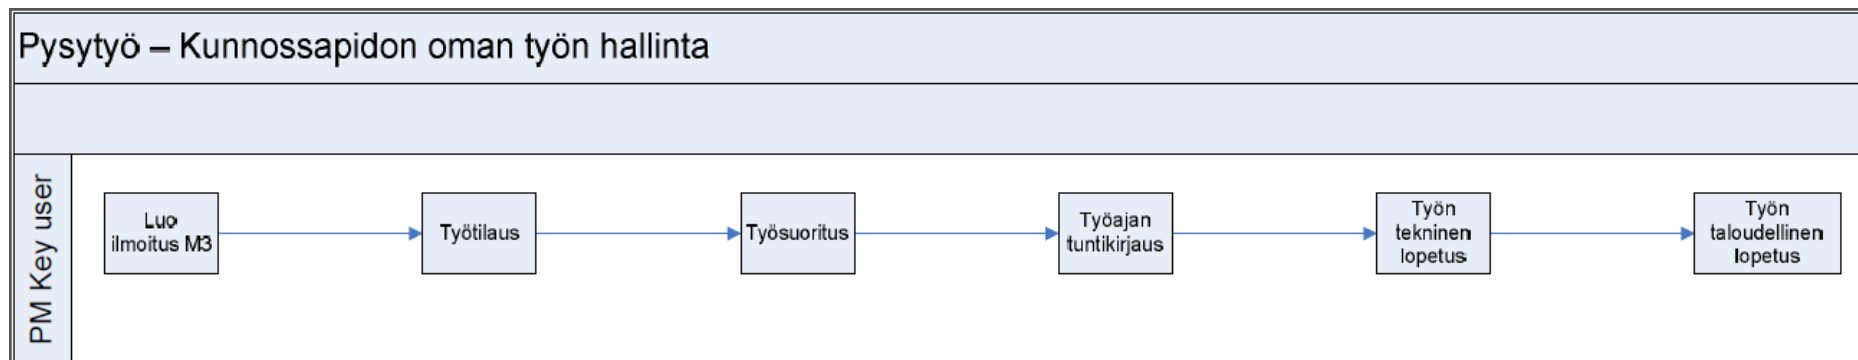 Pysytyö – Kunnossapidon oman työn hallinta
PM Key user
Luo
ilmoitus M3
Työtilaus
Työsuoritus
Työajan
tuntikirjaus
Työn
tekninen
lopetus
Työn
taloudellinen
lopetus